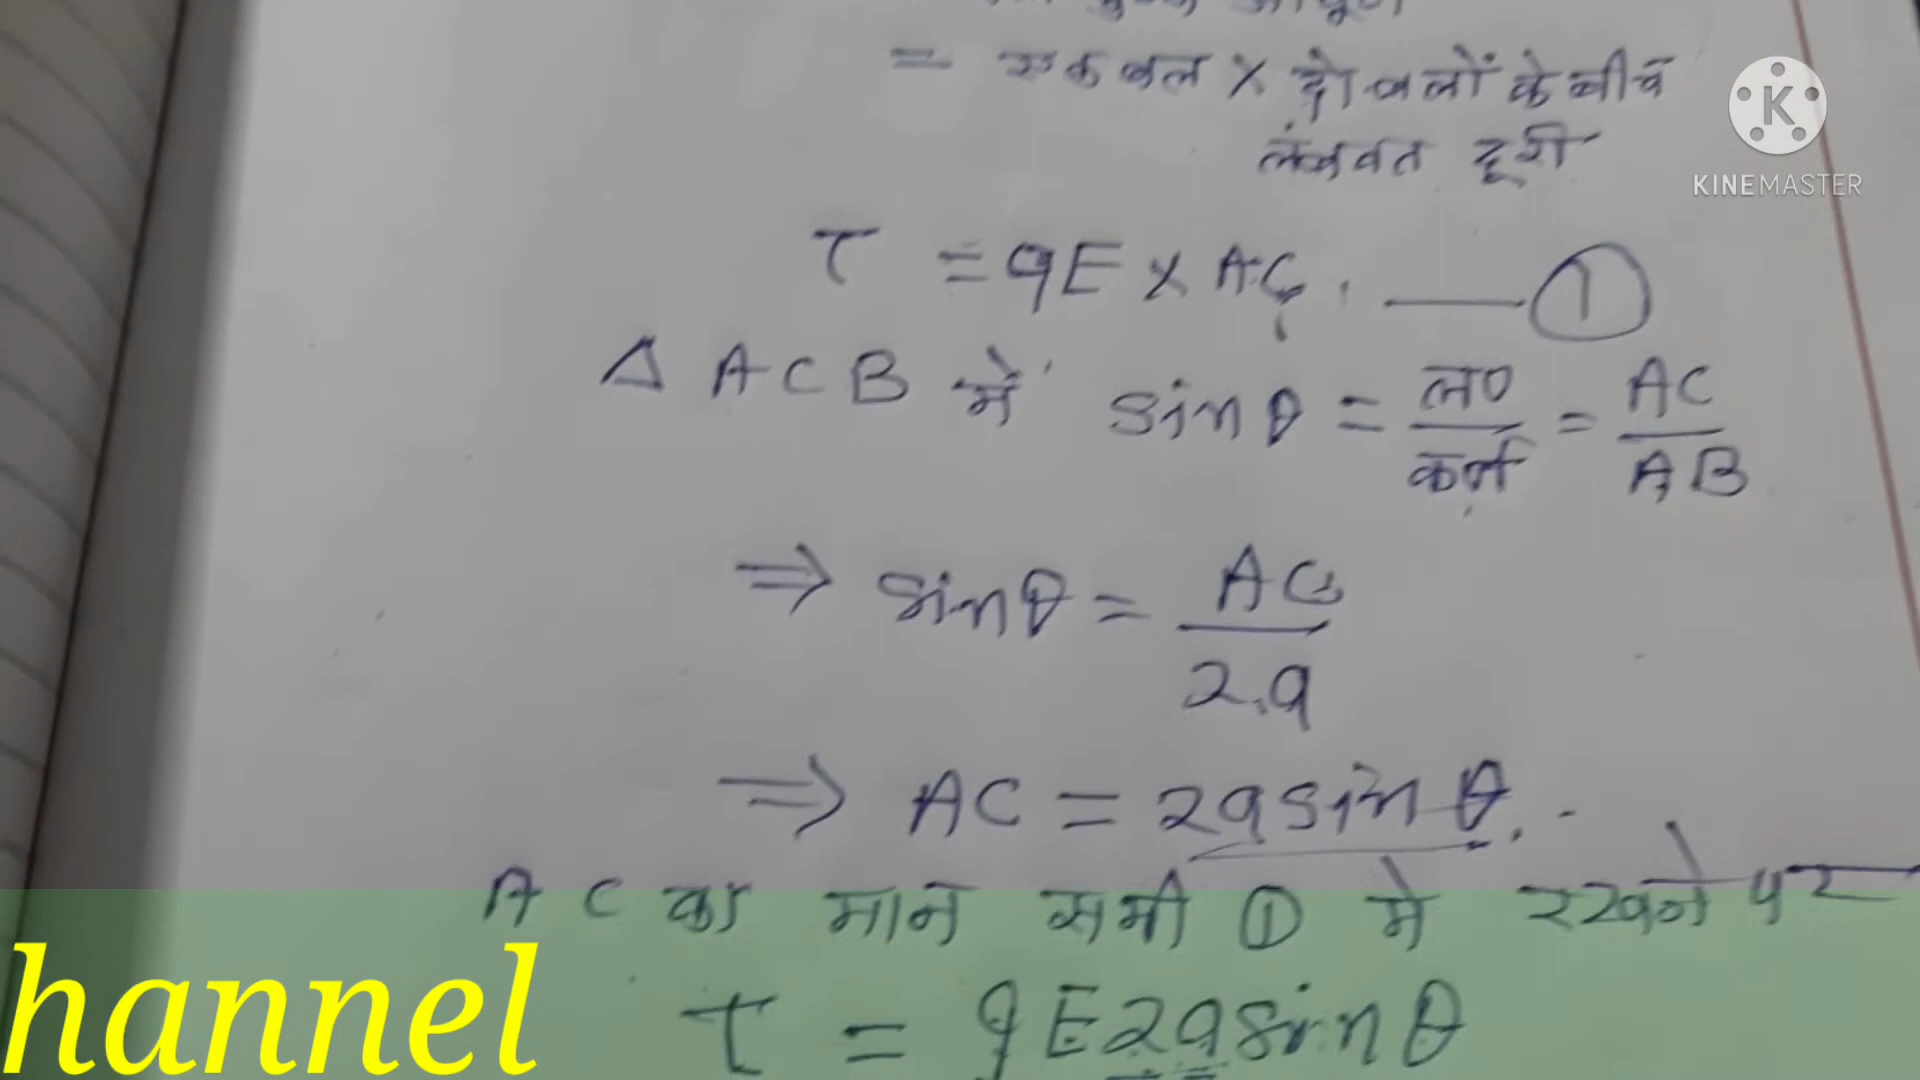 = एक बल × दो बलों के बीच
लंबवत दूरी
K
KINEMASTER
τ = qE × AC. —— ①
Δ ACB में sinθ = ल० / कर्ण = AC / AB
⇒ sinθ = AC / 2a
⇒ AC = 2a sinθ.
AC का मान समी ① मे रखने पर
τ = qE2a sinθ
hannel